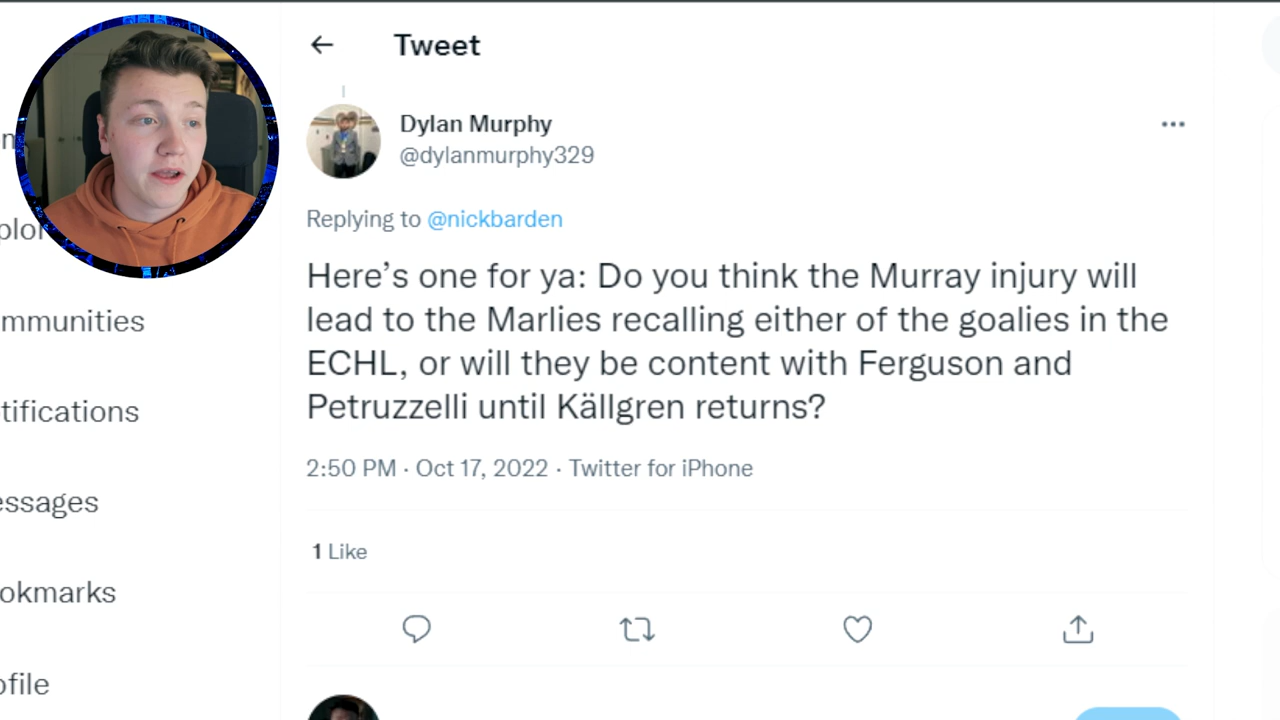 Tweet
Dylan Murphy
@dylanmurphy329
Replying to @nickbarden
Here’s one for ya: Do you think the Murray injury will
lead to the Marlies recalling either of the goalies in the
ECHL, or will they be content with Ferguson and
Petruzzelli until Källgren returns?
2:50 PM · Oct 17, 2022 · Twitter for iPhone
1 Like
plor
mmunities
tifications
essages
okmarks
ofile